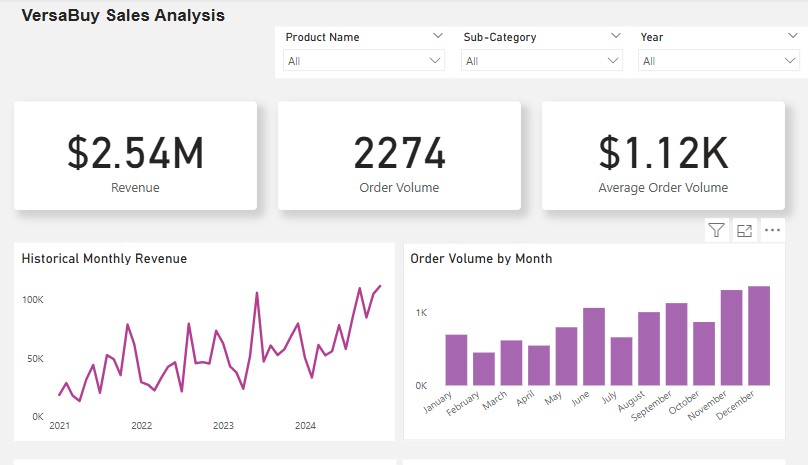 VersaBuy Sales Analysis
Product Name
Sub-Category
Year
All
All
All
$2.54M
Revenue
2274
Order Volume
$1.12K
Average Order Volume
Historical Monthly Revenue
100K
50K
0K
2021
2022
2023
2024
Order Volume by Month
1K
0K
January
February
March
April
May
June
July
August
September
October
November
December